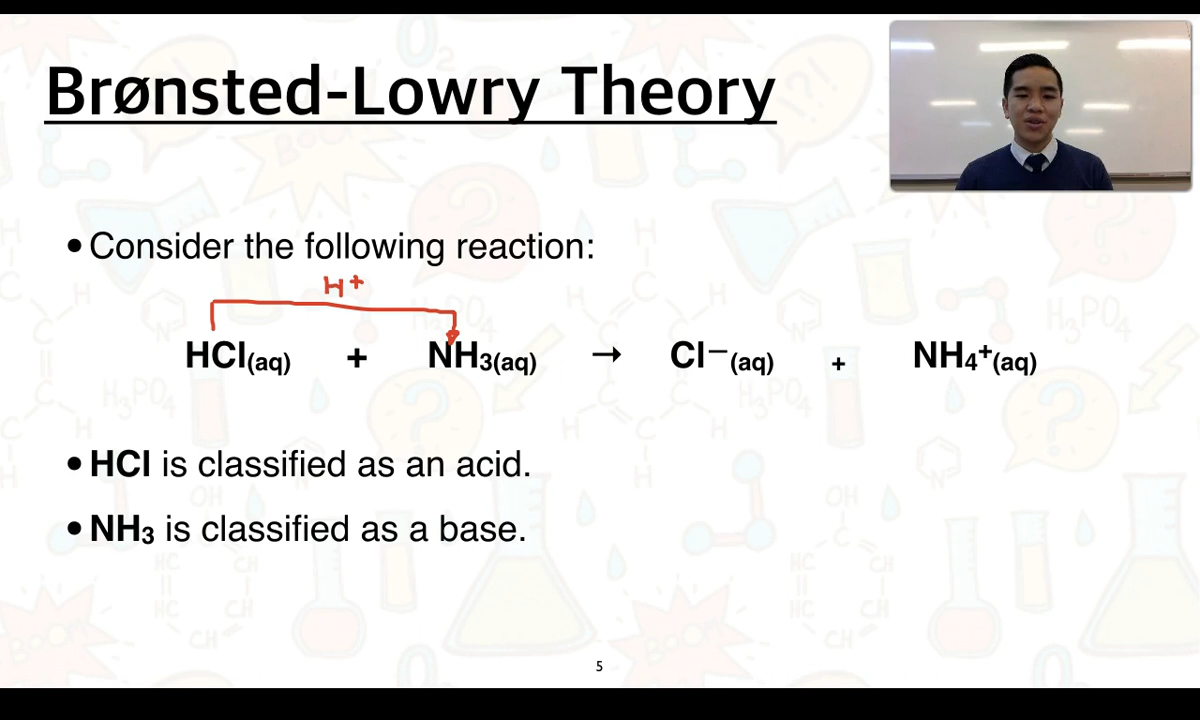 Brønsted-Lowry Theory
• Consider the following reaction:
H⁺
HCl(aq) + NH₃(aq) → Cl⁻(aq) + NH₄⁺(aq)
• HCl is classified as an acid.
• NH₃ is classified as a base.
5